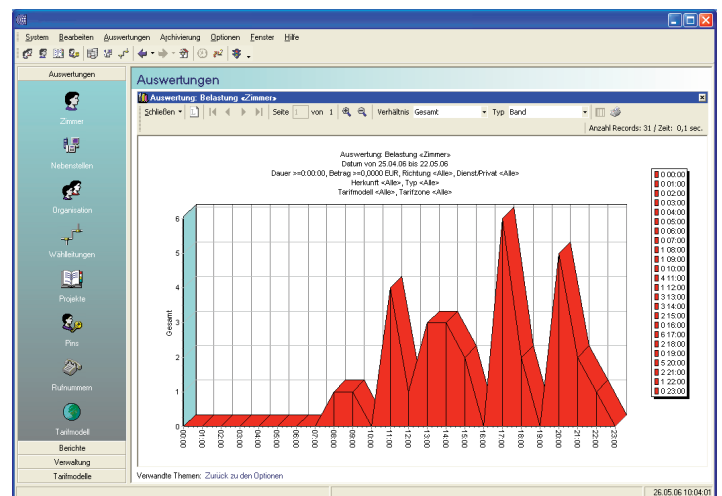 System Bearbeiten Auswertungen Archivierung Optionen Fenster Hilfe
Auswertungen
Zimmer
Nebenstellen
Organisation
Wahlleitungen
Projekte
Pins
Rufnummern
Tarifmodell
Berichte
Verwaltung
Tarifmodelle
Auswertungen
Auswertung: Belastung «Zimmer»
Schließen Seite 1 von 1 Verhältnis Gesamt Typ Band
Anzahl Records: 31 / Zeit: 0,1 sec.
Auswertung: Belastung «Zimmer»
Datum von 25.04.06 bis 22.05.06
Dauer >=0:00:00, Betrag >=0,0000 EUR, Richtung <Alle>, Dienst/Privat <Alle>
Herkunft <Alle>, Typ <Alle>
Tarifmodell <Alle>, Tarifzone <Alle>
Gesamt
6
5
4
3
2
1
0
00:00 01:00 02:00 03:00 04:00 05:00 06:00 07:00 08:00 09:00 10:00 11:00 12:00 13:00 14:00 15:00 16:00 17:00 18:00 19:00 20:00 21:00 22:00 23:00
0 00:00
0 01:00
0 02:00
0 03:00
0 04:00
0 05:00
0 06:00
0 07:00
1 08:00
1 09:00
0 10:00
4 11:00
1 12:00
3 13:00
3 14:00
2 15:00
0 16:00
6 17:00
2 18:00
0 19:00
5 20:00
2 21:00
1 22:00
0 23:00
Verwandte Themen: Zurück zu den Optionen
26.05.06 10:04:01